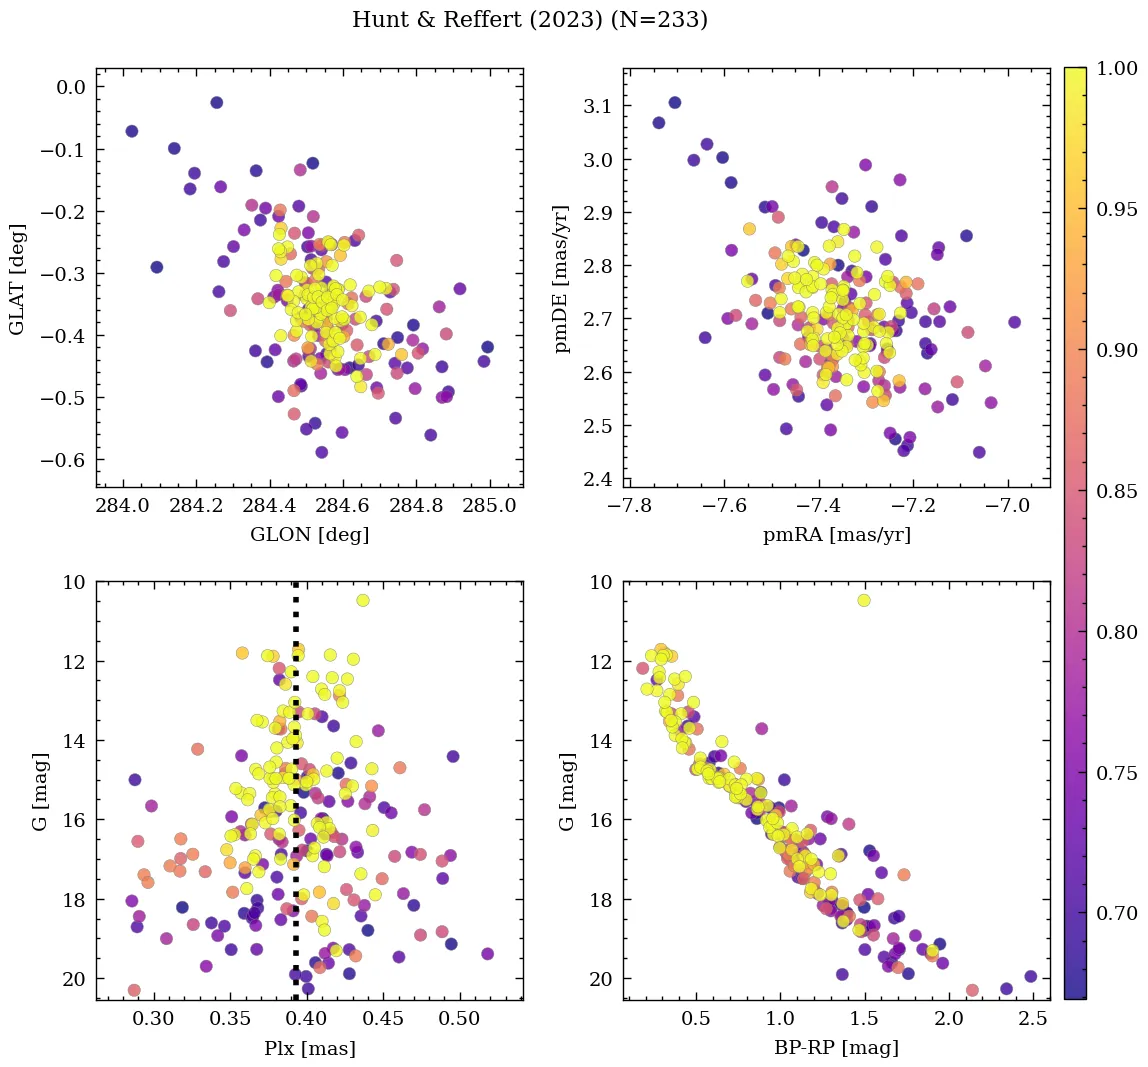 Hunt & Reffert (2023) (N=233)
0.0
−0.1
−0.2
−0.3
−0.4
−0.5
−0.6
GLAT [deg]
284.0 284.2 284.4 284.6 284.8 285.0
GLON [deg]
3.1
3.0
2.9
2.8
2.7
2.6
2.5
2.4
pmDE [mas/yr]
−7.8 −7.6 −7.4 −7.2 −7.0
pmRA [mas/yr]
1.00
0.95
0.90
0.85
0.80
0.75
0.70
10
12
14
16
18
20
G [mag]
0.30 0.35 0.40 0.45 0.50
Plx [mas]
10
12
14
16
18
20
G [mag]
0.5 1.0 1.5 2.0 2.5
BP-RP [mag]